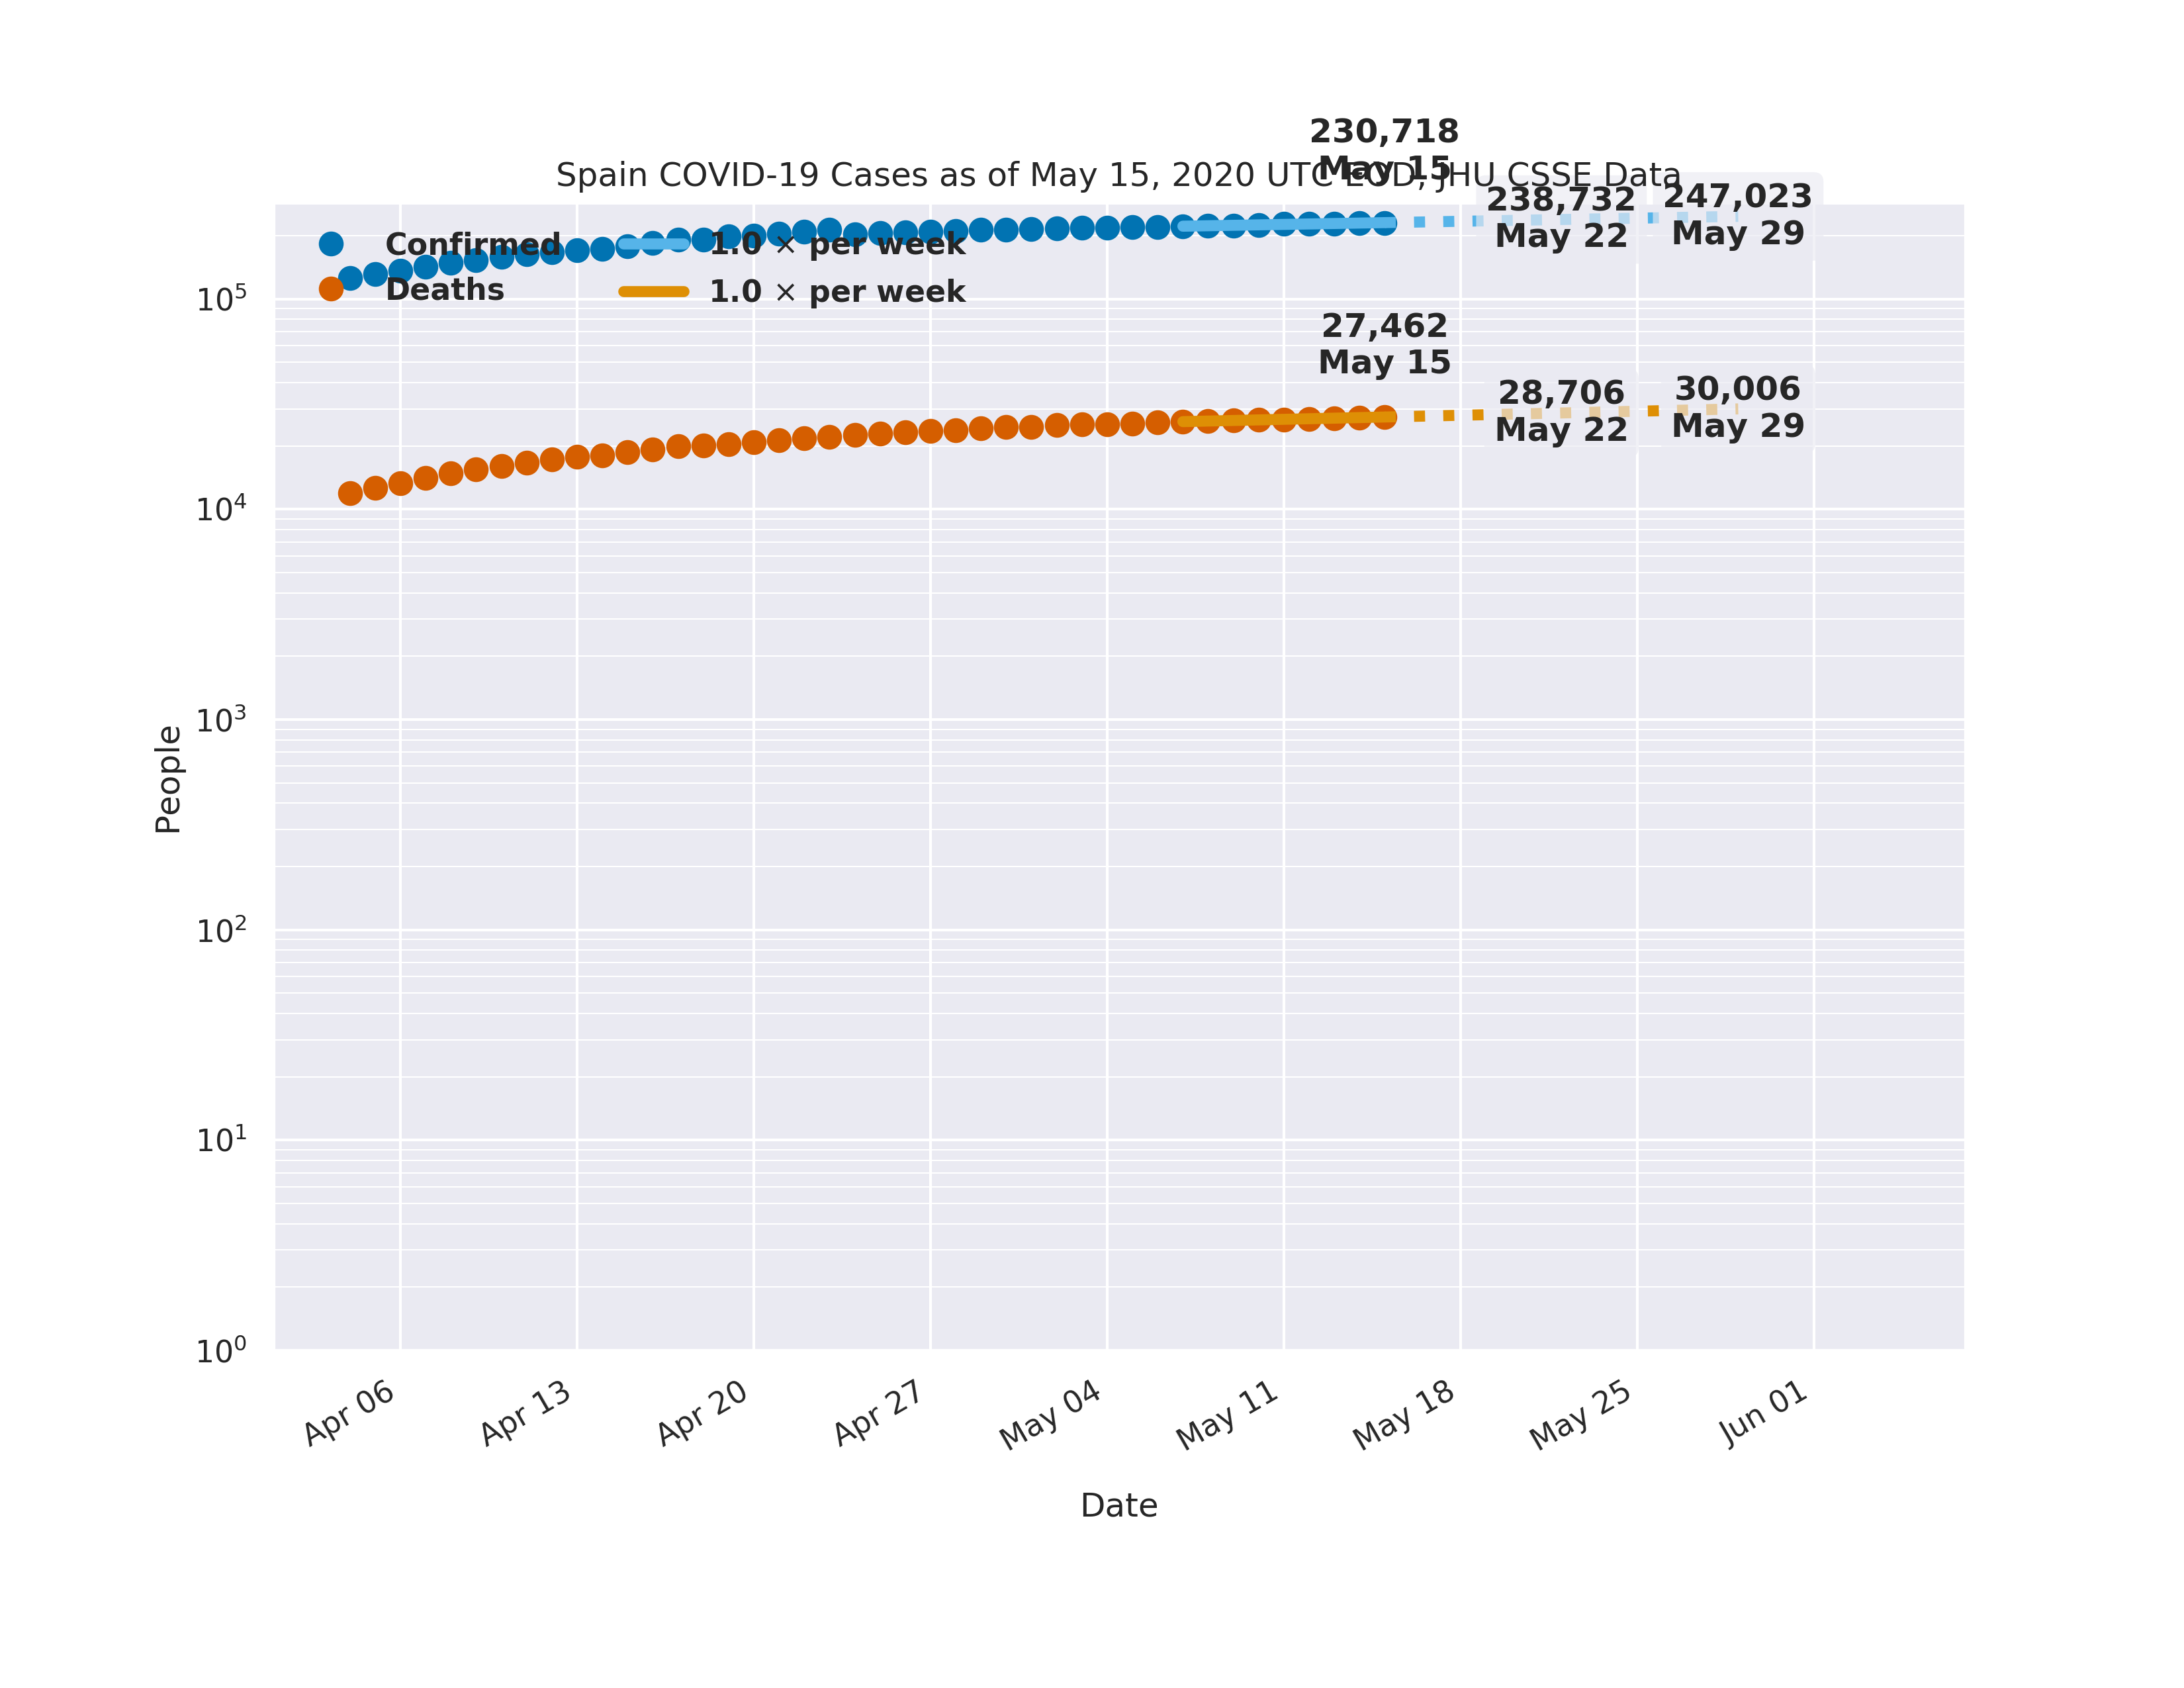 230,718
May 15
Spain COVID-19 Cases as of May 15, 2020 UTC EOD, JHU CSSE Data
238,732
May 22
247,023
May 29
Confirmed
1.0 × per week
Deaths
1.0 × per week
27,462
May 15
28,706
May 22
30,006
May 29
10⁵
10⁴
10³
10²
10¹
10⁰
People
Apr 06
Apr 13
Apr 20
Apr 27
May 04
May 11
May 18
May 25
Jun 01
Date